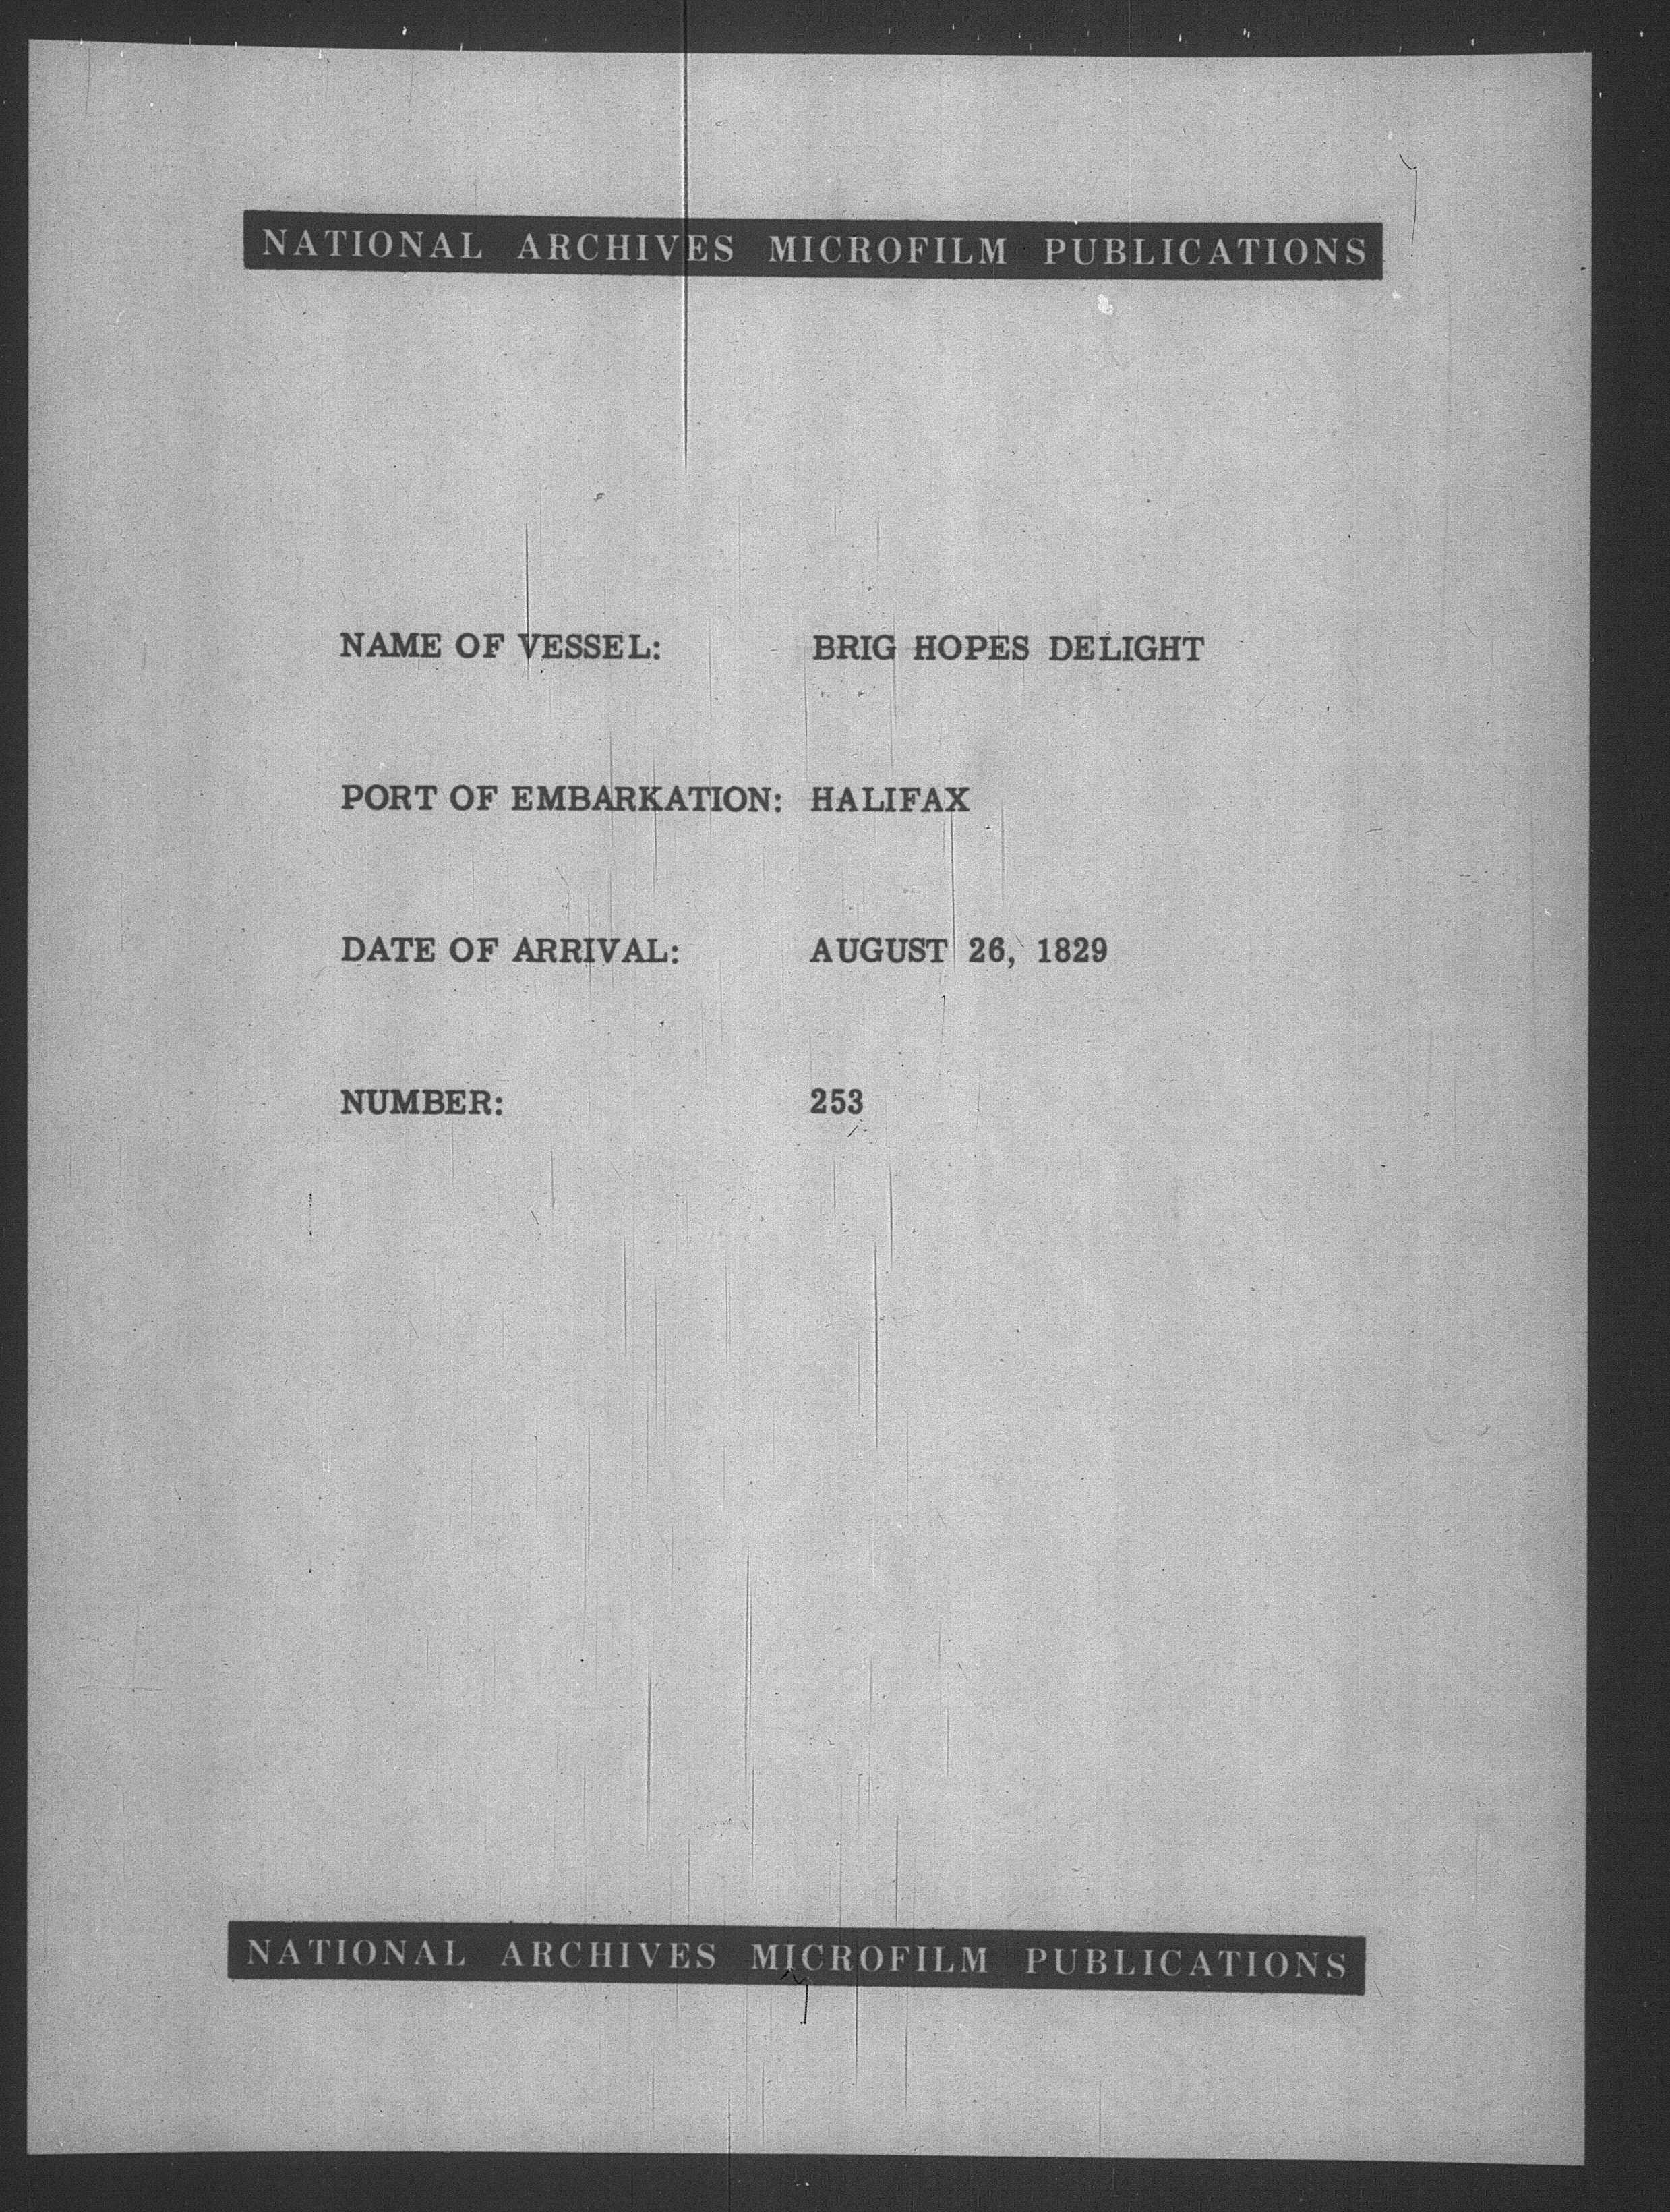 NATIONAL ARCHIVES MICROFILM PUBLICATIONS
NAME OF VESSEL: BRIG HOPES DELIGHT
PORT OF EMBARKATION: HALIFAX
DATE OF ARRIVAL: AUGUST 26, 1829
NUMBER: 253
NATIONAL ARCHIVES MICROFILM PUBLICATIONS